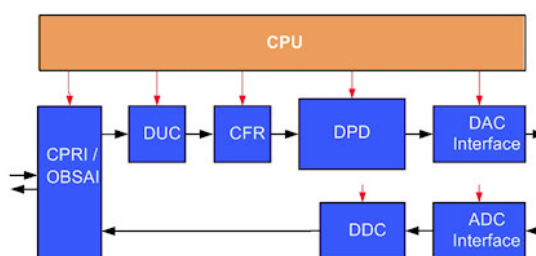 CPU
CPRI /
OBSAI
DUC
CFR
DPD
DAC
Interface
DDC
ADC
Interface